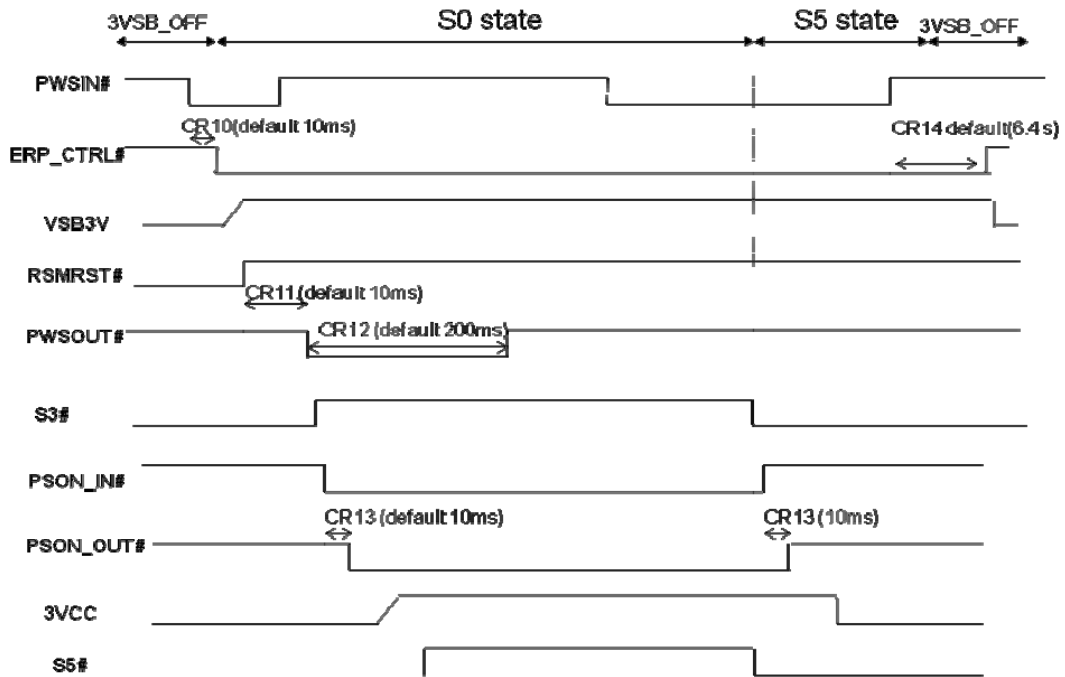 3VSB_OFF S0 state S5 state 3VSB_OFF
PWSIN#
CR10(default 10ms) CR14 default(6.4s)
ERP_CTRL#
VSB3V
RSMRST#
CR11(default 10ms)
PWSOUT# CR12(default 200ms)
S3#
PSON_IN#
CR13(default 10ms) CR13(10ms)
PSON_OUT#
3VCC
S5#